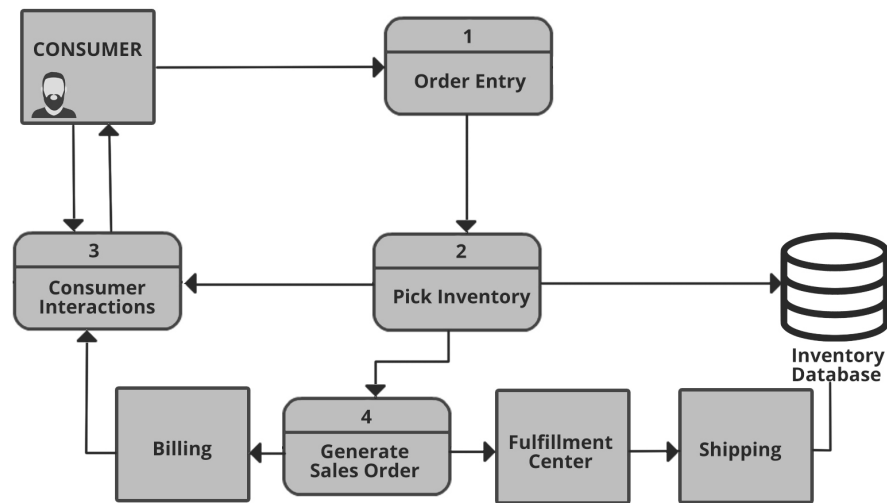 CONSUMER
1
Order Entry
3
Consumer
Interactions
2
Pick Inventory
Inventory
Database
Billing
4
Generate
Sales Order
Fulfillment
Center
Shipping